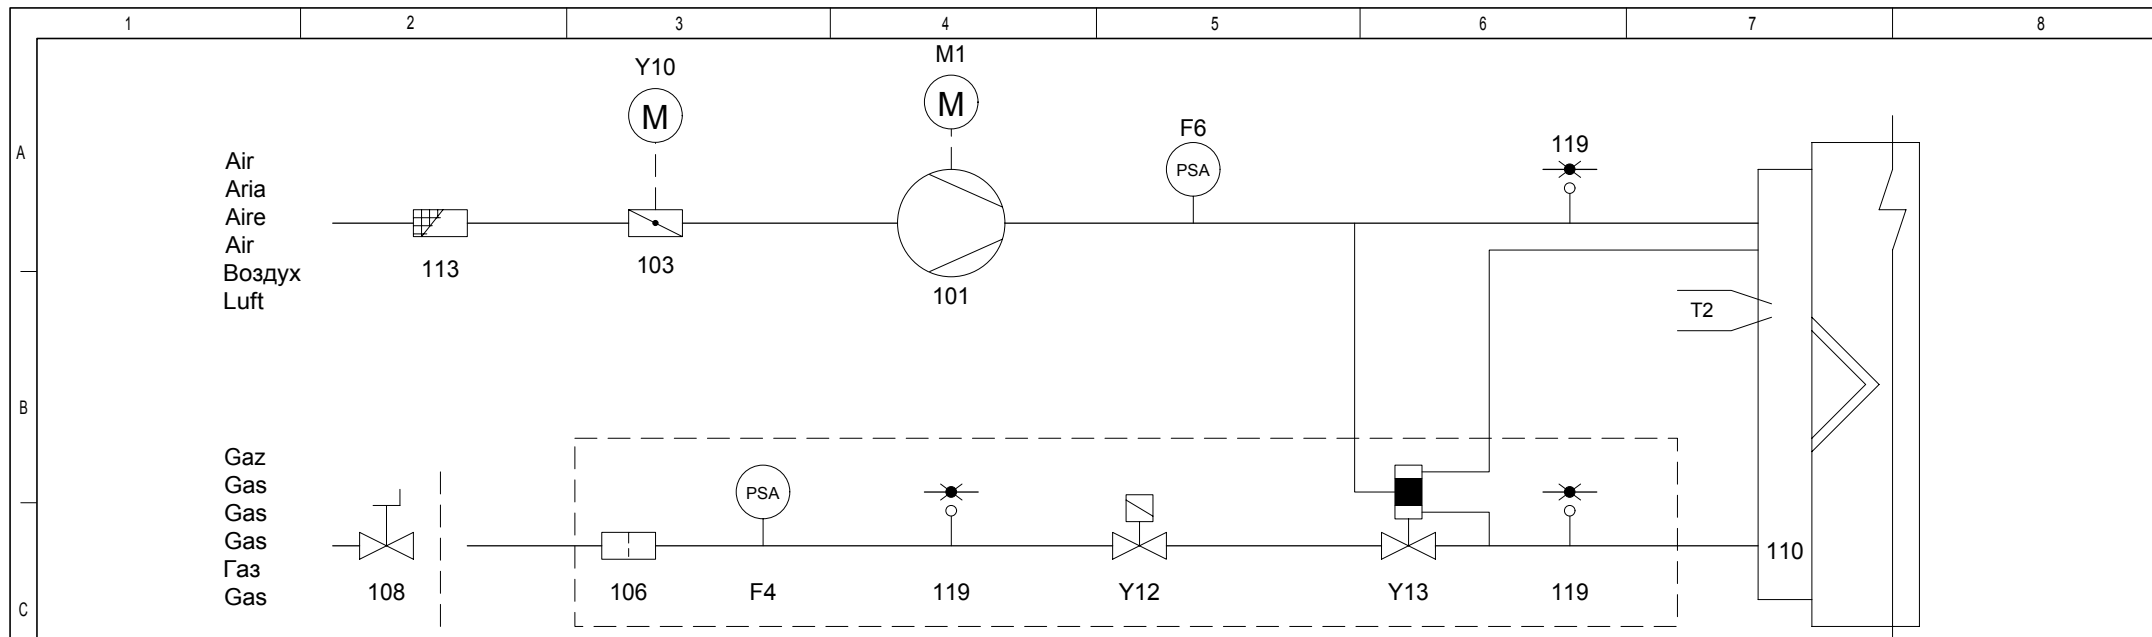 1 2 3 4 5 6 7 8
M1
Y10
M
M
F6
A
119
Air
PSA
Aria
Aire
Air
113 103
Воздух
Luft
101
T2
B
Gaz
Gas
PSA
Gas
Gas
110
Газ
108 106 F4 119 Y12 Y13 119
Gas
C